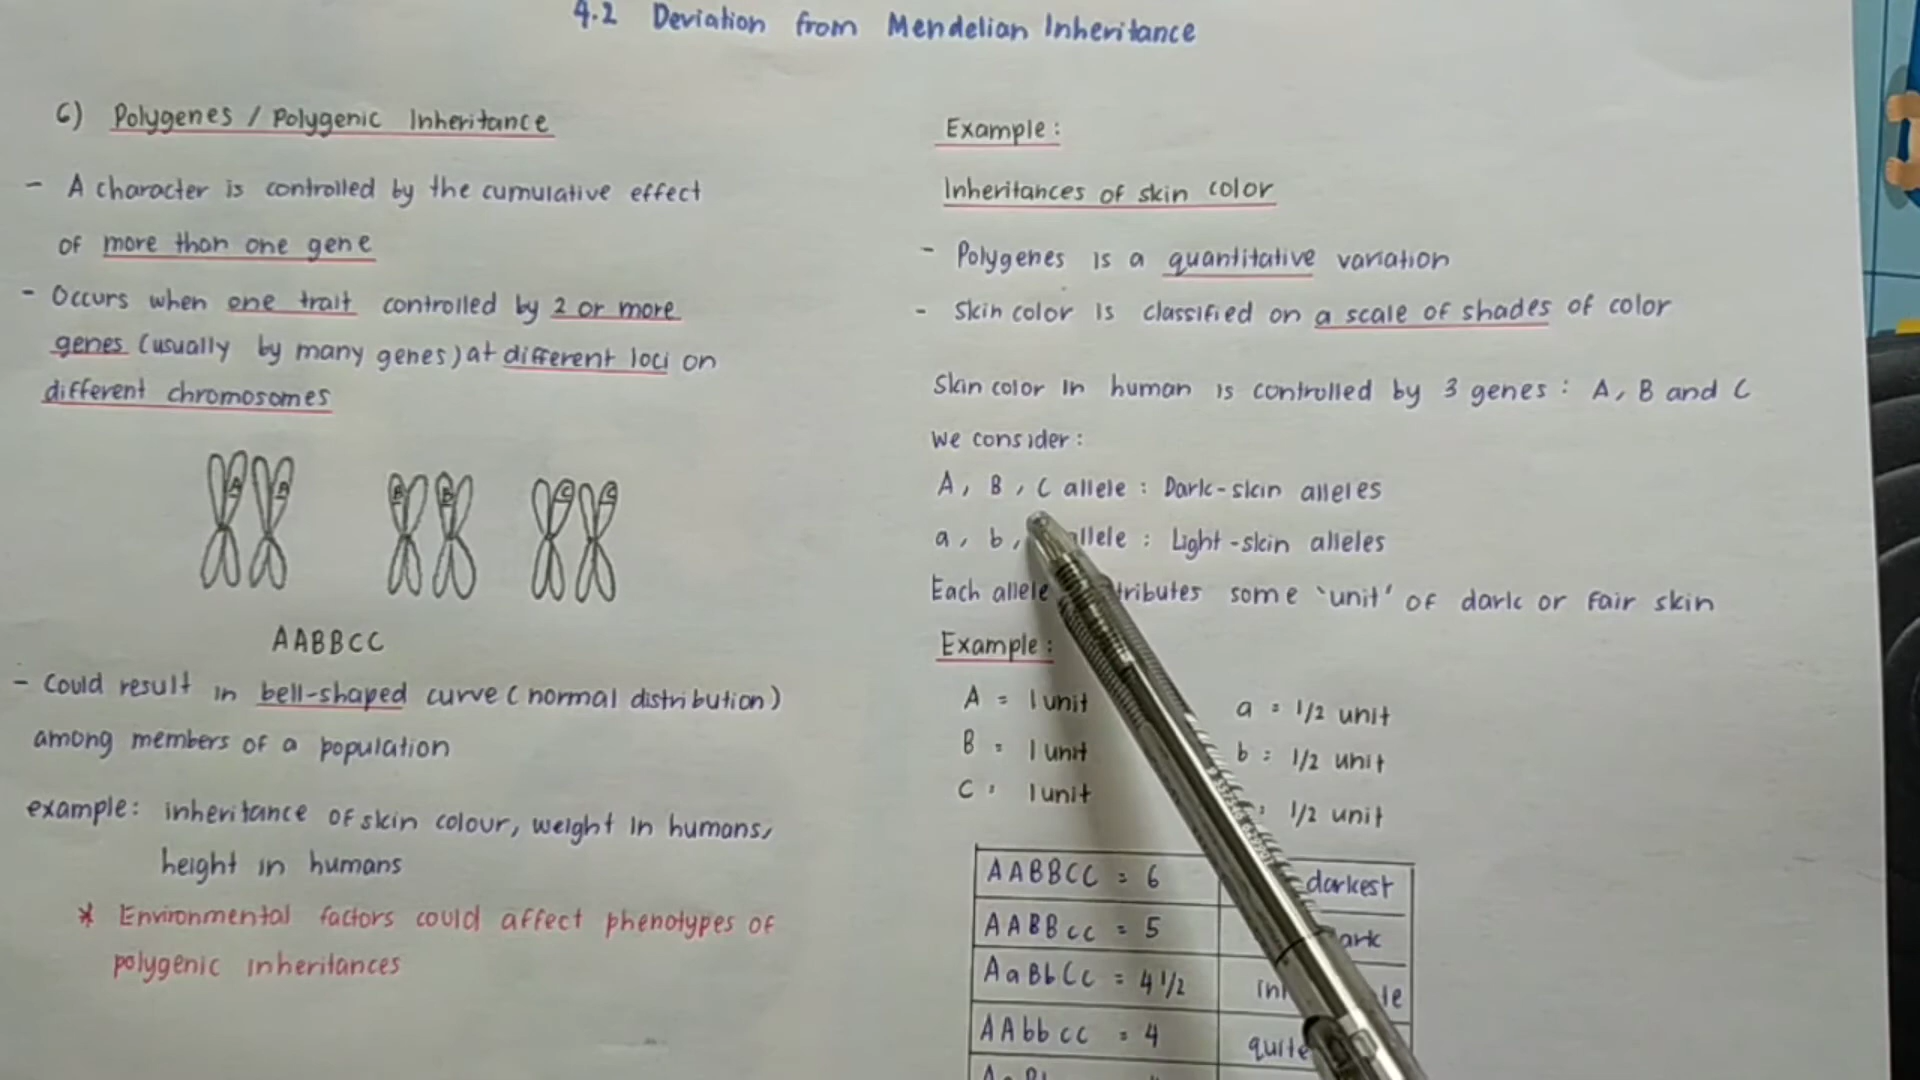 4.2 Deviation from Mendelian Inheritance
c) Polygenes / Polygenic Inheritance
- A character is controlled by the cumulative effect
of more than one gene
- Occurs when one trait controlled by 2 or more
genes (usually by many genes) at different loci on
different chromosomes
A A B B C C
AABBCC
- Could result in bell-shaped curve (normal distribution)
among members of a population
example: inheritance of skin colour, weight in humans,
height in humans
* Environmental factors could affect phenotypes of
polygenic inheritances
Example:
Inheritances of skin color
- Polygenes is a quantitative variation
- Skin color is classified on a scale of shades of color
Skin color in human is controlled by 3 genes: A, B and C
We consider:
A, B, C allele : Dark-skin alleles
a, b, allele : Light-skin alleles
Each allele tributes some 'unit' of dark or fair skin
Example:
A = 1 unit a = 1/2 unit
B = 1 unit b = 1/2 unit
C = 1 unit = 1/2 unit
AABBCC = 6 darkest
AABBcc = 5 ark
AaBbCc = 4 1/2
AAbbcc = 4 quite